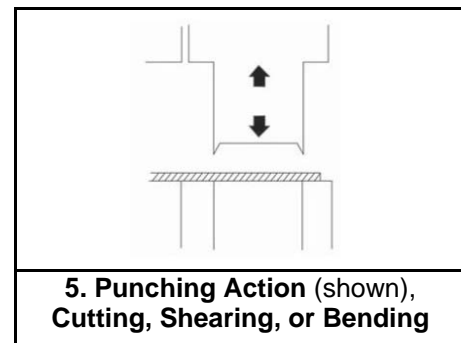 5. Punching Action (shown),
Cutting, Shearing, or Bending